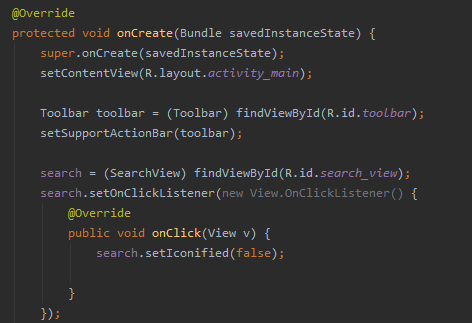 @Override
protected void onCreate(Bundle savedInstanceState) {
super.onCreate(savedInstanceState);
setContentView(R.layout.activity_main);
Toolbar toolbar = (Toolbar) findViewById(R.id.toolbar);
setSupportActionBar(toolbar);
search = (SearchView) findViewById(R.id.search_view);
search.setOnClickListener(new View.OnClickListener() {
@Override
public void onClick(View v) {
search.setIconified(false);
}
});